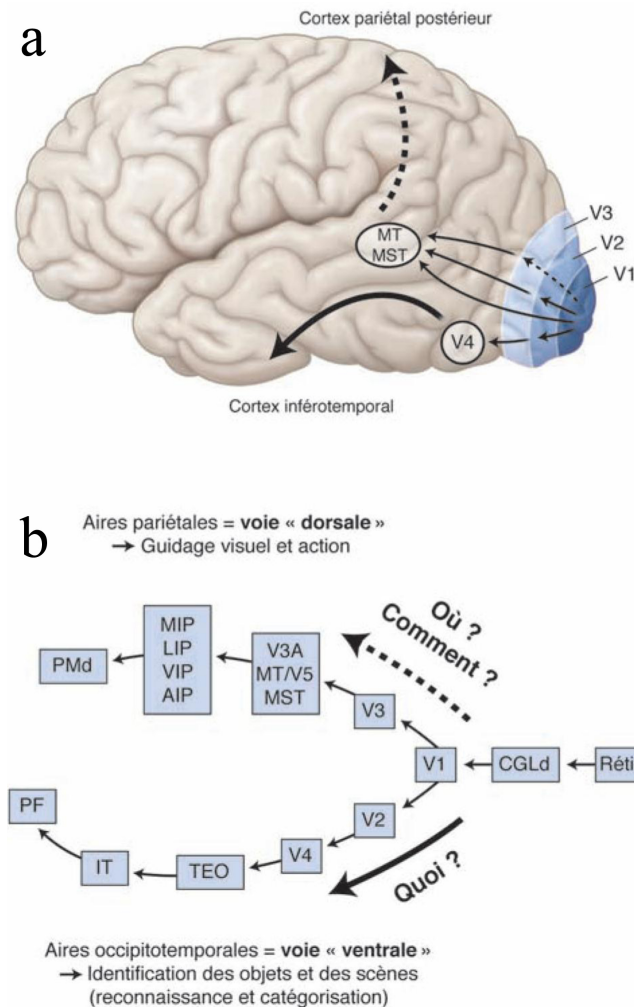 Cortex pariétal postérieur
a
V3
V2
V1
MT
MST
V4
Cortex inférotemporal
Aires pariétales = voie « dorsale »
b
→ Guidage visuel et action
Où ?
Comment ?
MIP
LIP
VIP
AIP
PMd
V3A
MT/V5
MST
V3
V1
CGLd
Réti
PF
V2
V4
TEO
IT
Quoi ?
Aires occipitotemporales = voie « ventrale »
→ Identification des objets et des scènes
(reconnaissance et catégorisation)